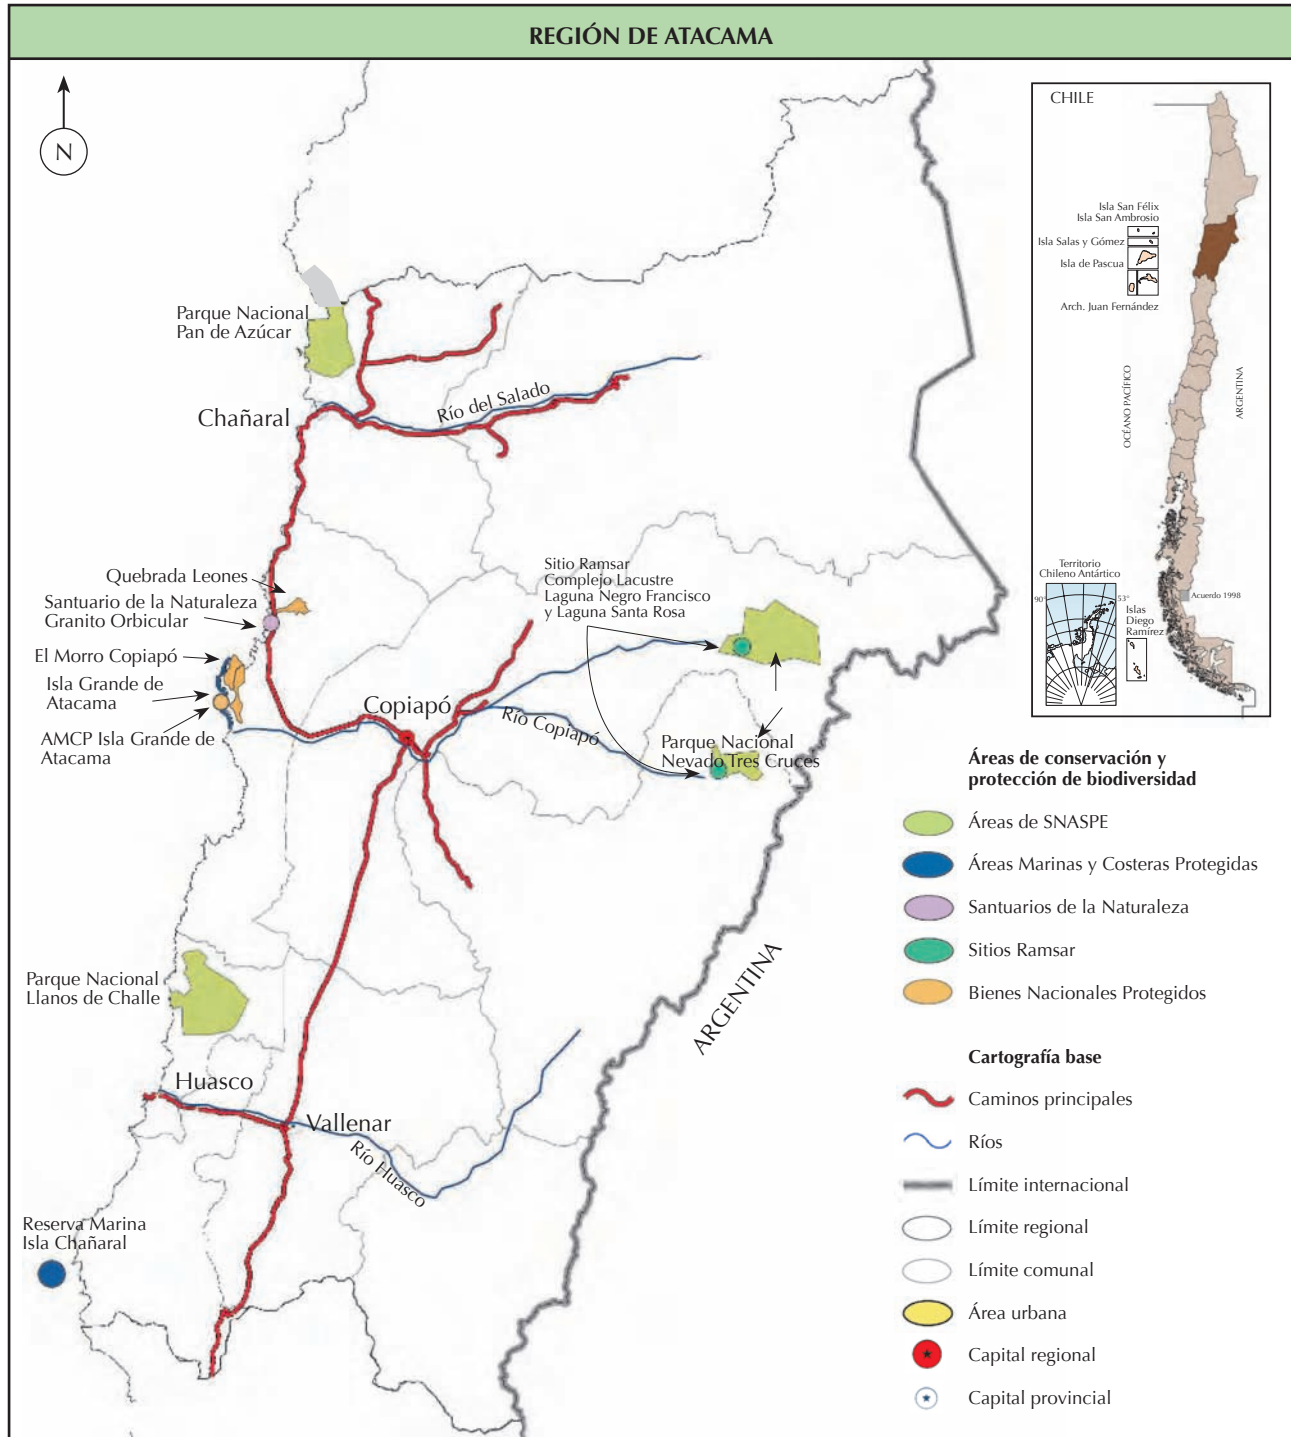 REGIÓN DE ATACAMA
N
Parque Nacional
Pan de Azúcar
Chañaral
Río del Salado
Quebrada Leones
Santuario de la Naturaleza
Granito Orbicular
El Morro Copiapó
Isla Grande de
Atacama
AMCP Isla Grande de
Atacama
Sitio Ramsar
Complejo Lacustre
Laguna Negro Francisco
y Laguna Santa Rosa
Copiapó
Río Copiapó
Parque Nacional
Nevado Tres Cruces
Parque Nacional
Llanos de Challe
ARGENTINA
Huasco
Vallenar
Río Huasco
Reserva Marina
Isla Chañaral
CHILE
Isla San Félix
Isla San Ambrosio
Isla Salas y Gómez
Isla de Pascua
Arch. Juan Fernández
OCÉANO PACÍFICO
ARGENTINA
Territorio
Chileno Antártico
90°
53°
Acuerdo 1998
Islas
Diego
Ramírez
Áreas de conservación y
protección de biodiversidad
Áreas de SNASPE
Áreas Marinas y Costeras Protegidas
Santuarios de la Naturaleza
Sitios Ramsar
Bienes Nacionales Protegidos
Cartografía base
Caminos principales
Ríos
Límite internacional
Límite regional
Límite comunal
Área urbana
Capital regional
Capital provincial